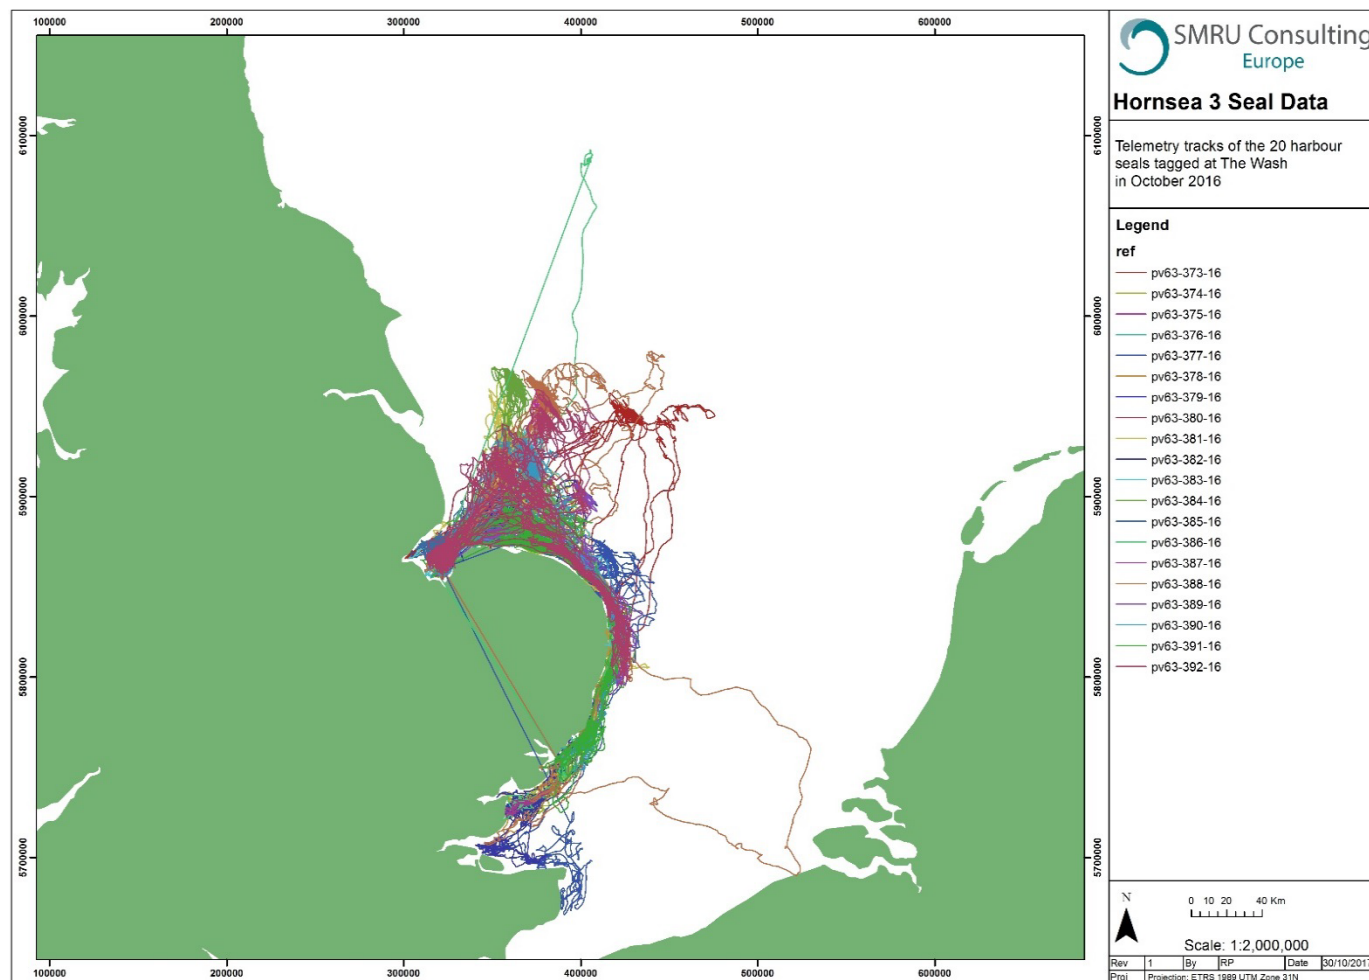 100000 200000 300000 400000 500000 600000
SMRU Consulting
Europe
Hornsea 3 Seal Data
Telemetry tracks of the 20 harbour
seals tagged at The Wash
in October 2016
Legend
ref
pv63-373-16
pv63-374-16
pv63-375-16
pv63-376-16
pv63-377-16
pv63-378-16
pv63-379-16
pv63-380-16
pv63-381-16
pv63-382-16
pv63-383-16
pv63-384-16
pv63-385-16
pv63-386-16
pv63-387-16
pv63-388-16
pv63-389-16
pv63-390-16
pv63-391-16
pv63-392-16
6100000 6100000
6000000 6000000
5900000 5900000
5800000 5800000
5700000 5700000
N
0 10 20 40 Km
Scale: 1:2,000,000
Rev 1 By RP Date 30/10/2017
Proj Projection: ETRS 1989 UTM Zone 31N
100000 200000 300000 400000 500000 600000